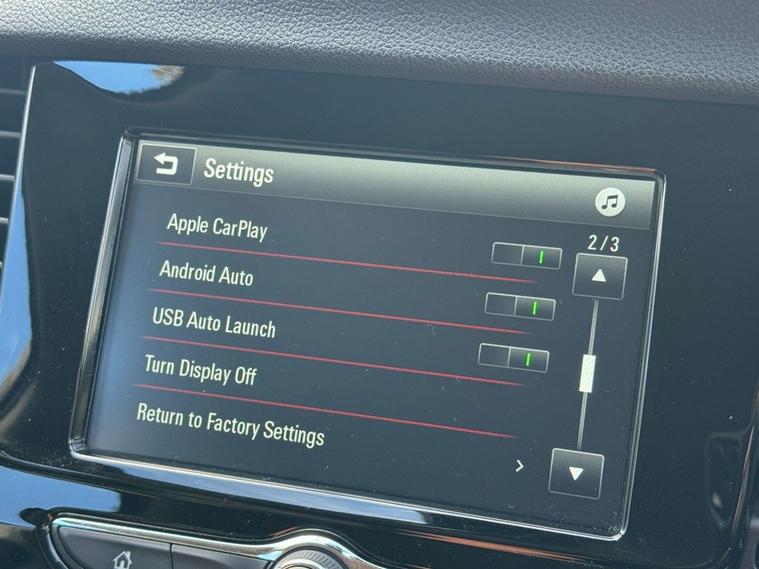 Settings
Apple CarPlay
2/3
Android Auto
USB Auto Launch
Turn Display Off
Return to Factory Settings